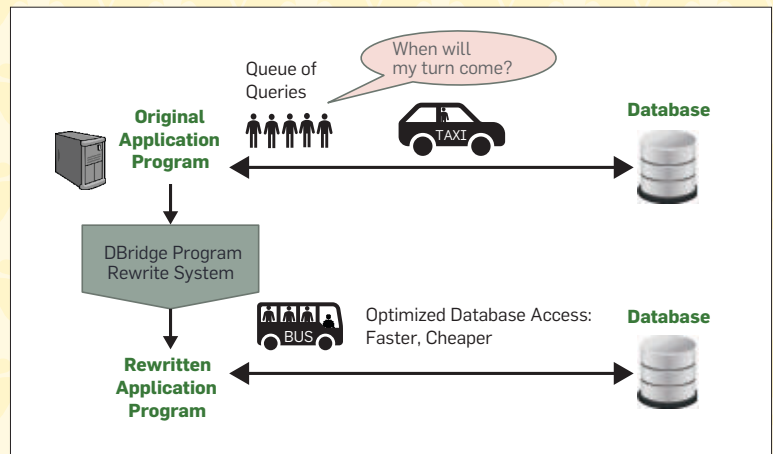 When will
my turn come?
Queue of
Queries
Original
Application
Program
TAXI
Database
DBridge Program
Rewrite System
BUS
Optimized Database Access:
Faster, Cheaper
Database
Rewritten
Application
Program